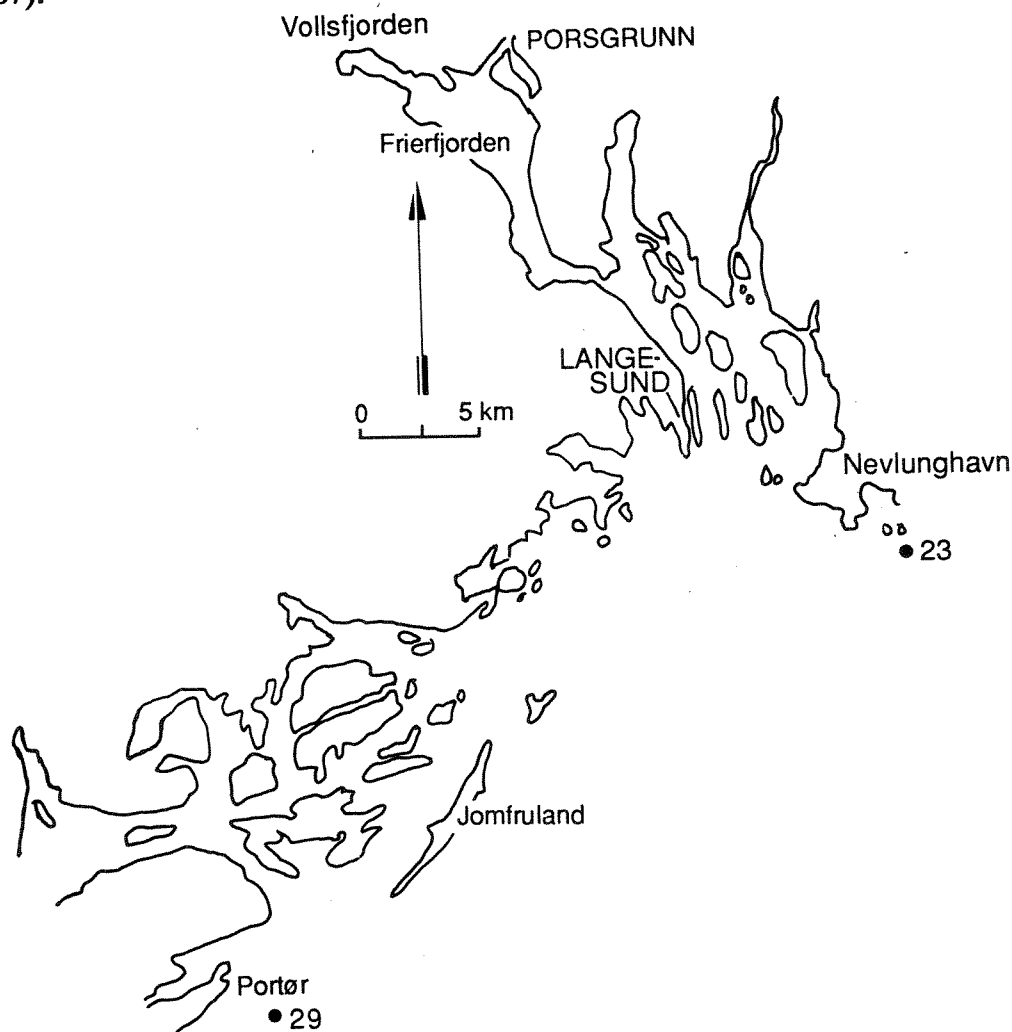 Vollsfjorden
PORSGRUNN
Frierfjorden
LANGE-
SUND
0 5 km
Nevlunghavn
23
Jomfruland
Portør
29